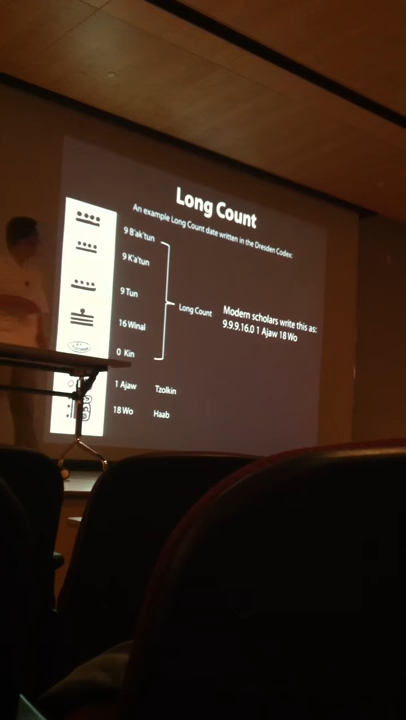 Long Count
An example Long Count date written in the Dresden Codex:
9 B'ak'tun
9 K'a'tun
9 Tun
16 Winal
0 Kin
Long Count
Modern scholars write this as:
9.9.9.16.0 1 Ajaw 18 Wo
1 Ajaw Tzolkin
18 Wo Haab